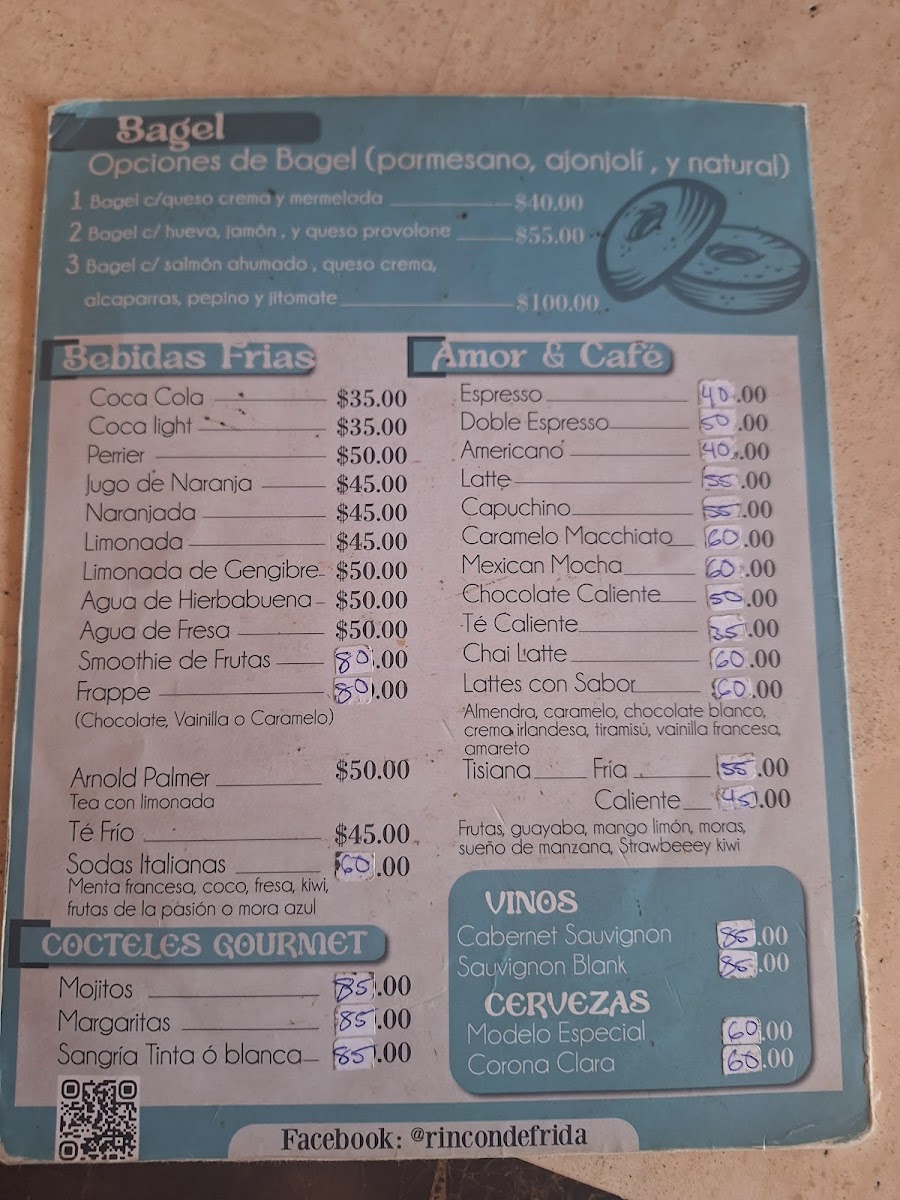 Bagel
Opciones de Bagel (parmesano, ajonjolí , y natural)
1 Bagel c/queso crema y mermelada $40.00
2 Bagel c/ huevo, jamón , y queso provolone $55.00
3 Bagel c/ salmón ahumado , queso crema,
alcaparras, pepino y jitomate $100.00
Bebidas Frias
Coca Cola $35.00
Coca light $35.00
Perrier $50.00
Jugo de Naranja $45.00
Naranjada $45.00
Limonada $45.00
Limonada de Gengibre $50.00
Agua de Hierbabuena $50.00
Agua de Fresa $50.00
Smoothie de Frutas 80.00
Frappe 80.00
(Chocolate, Vainilla o Caramelo)
Arnold Palmer $50.00
Tea con limonada
Té Frío $45.00
Sodas Italianas 60.00
Menta francesa, coco, fresa, kiwi,
frutas de la pasión o mora azul
COCTELES GOURMET
Mojitos 85.00
Margaritas 85.00
Sangría Tinta ó blanca 85.00
Amor & Café
Espresso 40.00
Doble Espresso 50.00
Americano 40.00
Latte 55.00
Capuchino 55.00
Caramelo Macchiato 60.00
Mexican Mocha 60.00
Chocolate Caliente 50.00
Té Caliente 35.00
Chai Llatte 60.00
Lattes con Sabor 60.00
Almendra, caramelo, chocolate blanco,
crema irlandesa, tiramisú, vainilla francesa,
amareto
Tisiana Fria 55.00
Caliente 45.00
Frutas, guayaba, mango limón, moras,
sueño de manzana, Strawbeeey kiwi
VINOS
Cabernet Sauvignon 85.00
Sauvignon Blank 85.00
CERVEZAS
Modelo Especial 60.00
Corona Clara 60.00
Facebook: @rincondefrida